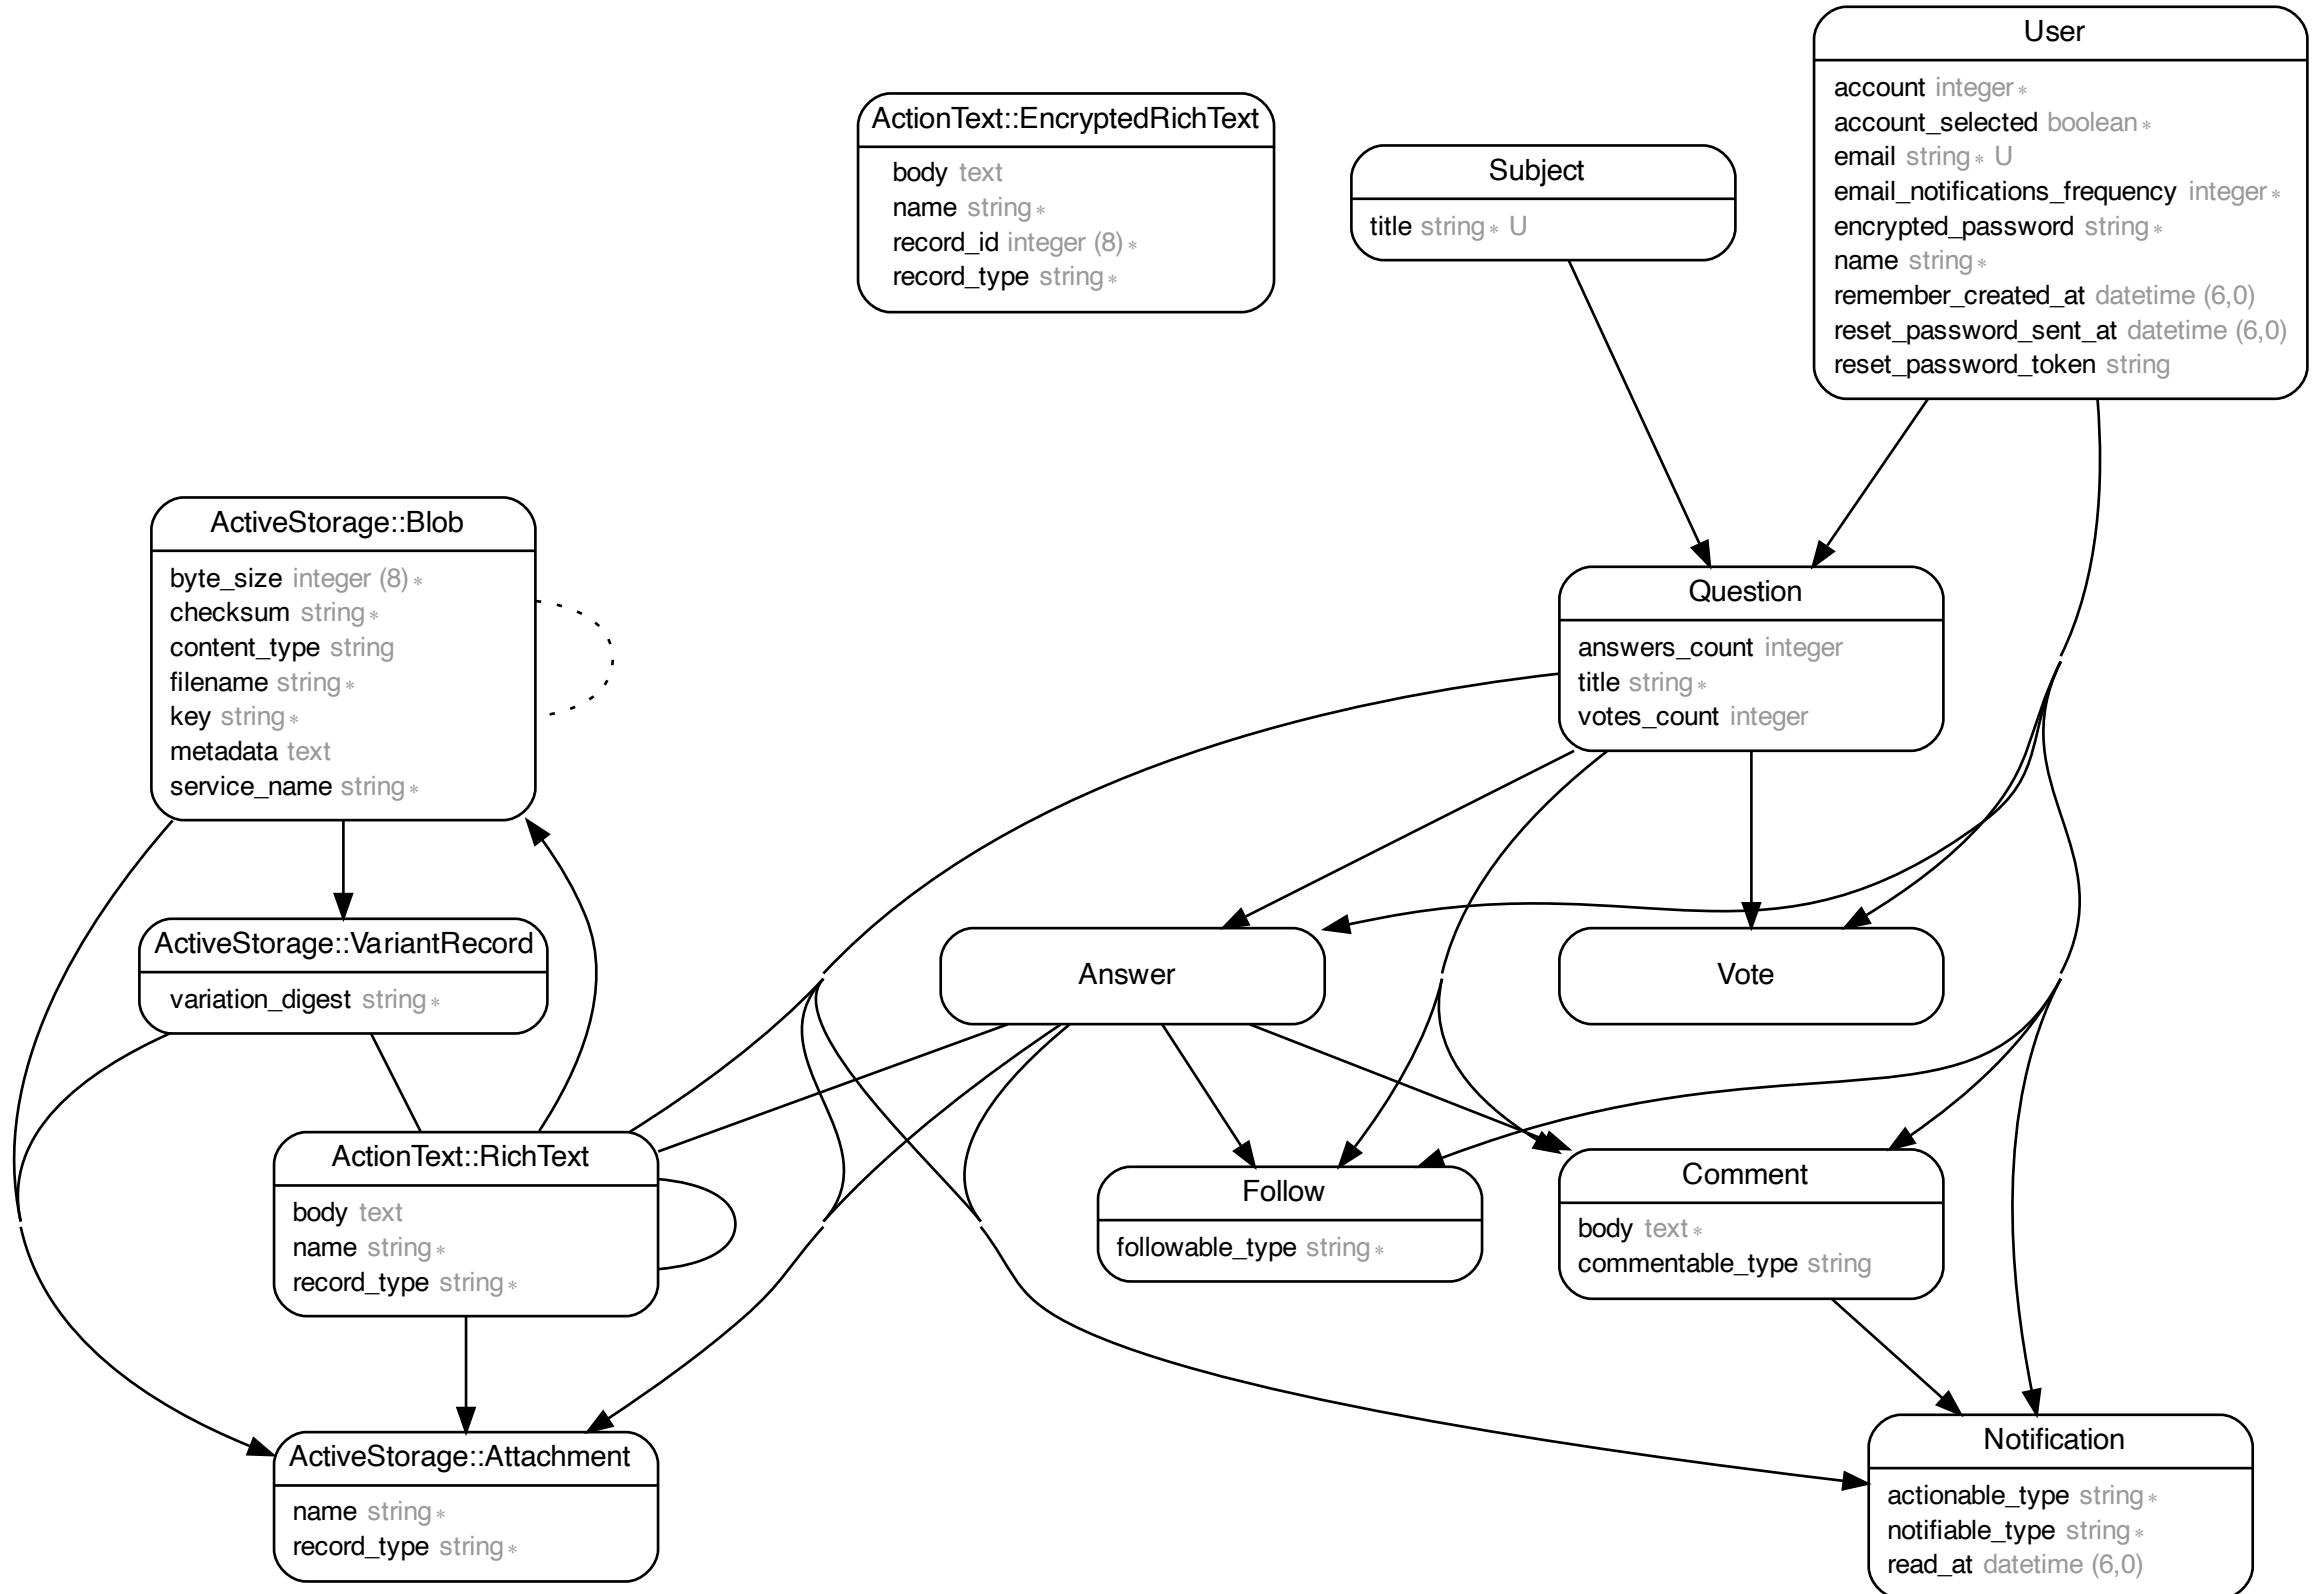 User
account integer ∗
account_selected boolean ∗
email string ∗ U
email_notifications_frequency integer ∗
encrypted_password string ∗
name string ∗
remember_created_at datetime (6,0)
reset_password_sent_at datetime (6,0)
reset_password_token string
ActionText::EncryptedRichText
body text
name string ∗
record_id integer (8) ∗
record_type string ∗
Subject
title string ∗ U
ActiveStorage::Blob
byte_size integer (8) ∗
checksum string ∗
content_type string
filename string ∗
key string ∗
metadata text
service_name string ∗
Question
answers_count integer
title string ∗
votes_count integer
ActiveStorage::VariantRecord
variation_digest string ∗
Answer
Vote
ActionText::RichText
body text
name string ∗
record_type string ∗
Follow
followable_type string ∗
Comment
body text ∗
commentable_type string
ActiveStorage::Attachment
name string ∗
record_type string ∗
Notification
actionable_type string ∗
notifiable_type string ∗
read_at datetime (6,0)